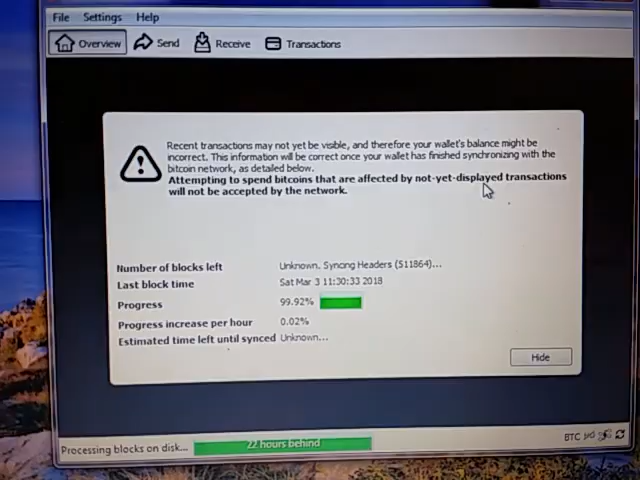 File Settings Help
Overview Send Receive Transactions
Recent transactions may not yet be visible, and therefore your wallet's balance might be
incorrect. This information will be correct once your wallet has finished synchronizing with the
bitcoin network, as detailed below.
Attempting to spend bitcoins that are affected by not-yet-displayed transactions
will not be accepted by the network.
Number of blocks left Unknown. Syncing Headers (511864)...
Last block time Sat Mar 3 11:30:33 2018
Progress 99.92%
Progress increase per hour 0.02%
Estimated time left until synced Unknown...
Hide
Processing blocks on disk... 22 hours behind
BTC